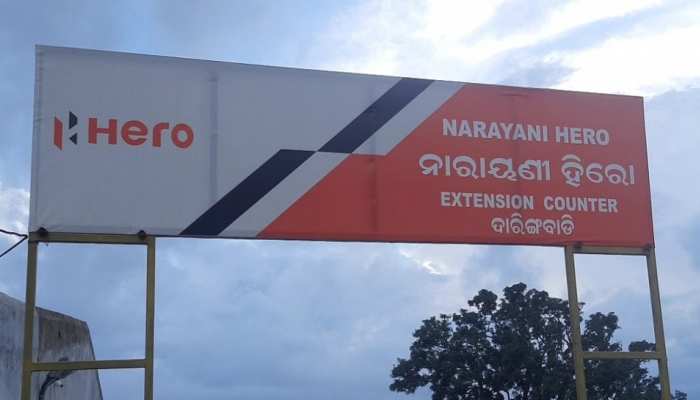 Hero
NARAYANI HERO
ନାରାୟଣୀ ହିରୋ
EXTENSION COUNTER
ଦାରିଙ୍ଗବାଡି